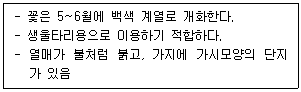 - 꽃은 5~6월에 백색 계열로 개화한다.
- 생울타리용으로 이용하기 적합하다.
- 열매가 불처럼 붉고, 가지에 가시모양의 단지
가 있음